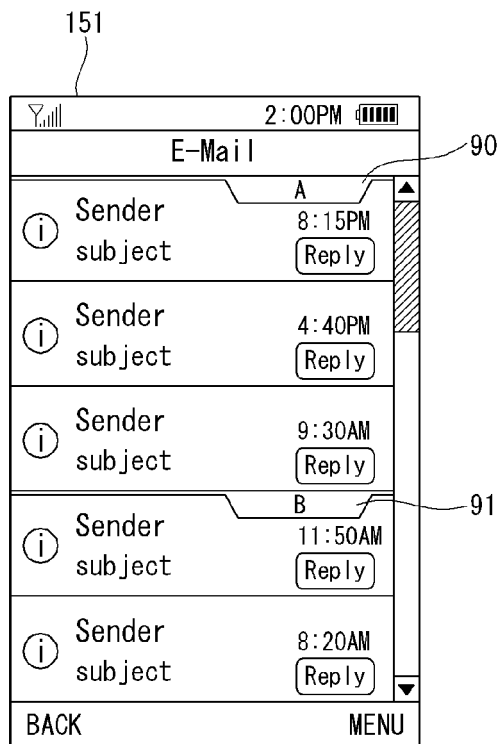 151
2:00PM
E-Mail
90
A
Sender
8:15PM
subject
Reply
i
Sender
4:40PM
subject
Reply
i
Sender
9:30AM
subject
Reply
i
B
91
Sender
11:50AM
subject
Reply
i
Sender
8:20AM
subject
Reply
i
BACK MENU